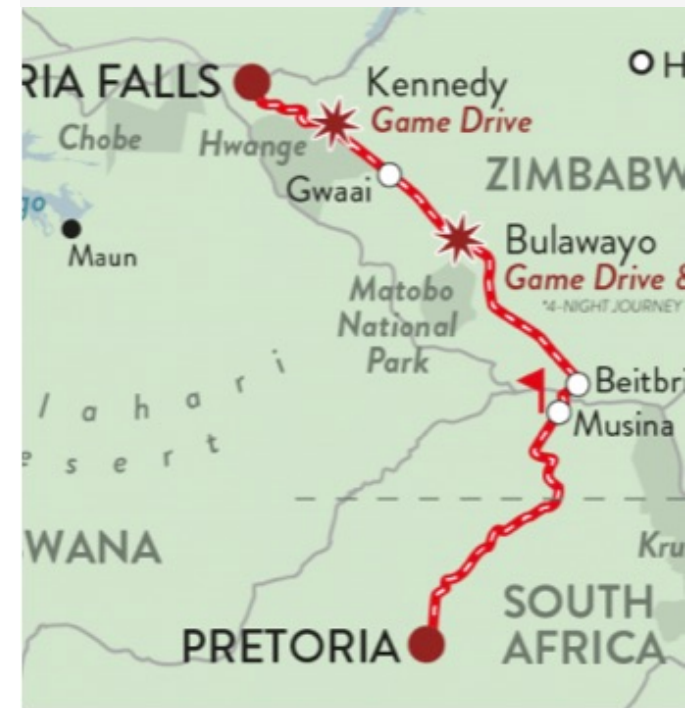 RIA FALLS
Kennedy
Game Drive
H
Chobe
Hwange
Gwaai
ZIMBABW
go
Maun
Bulawayo
Game Drive &
*4-NIGHT JOURNEY
Matobo
National
Park
l a h a r i
e s e r t
Beitbri
Musina
WANA
Kru
SOUTH
AFRICA
PRETORIA